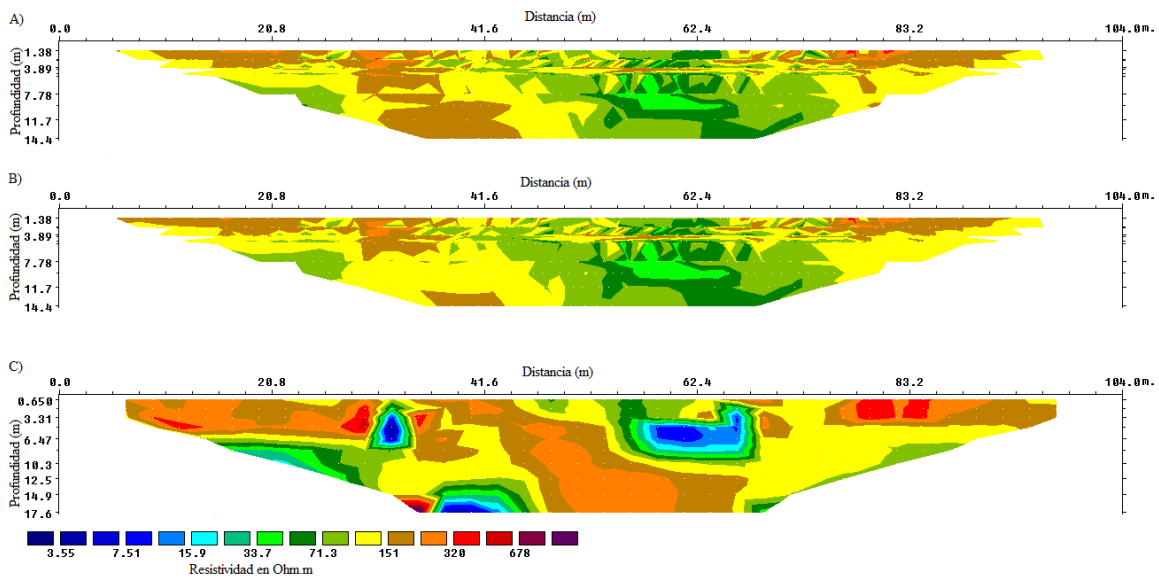 A)
Distancia (m)
0.0 20.8 41.6 62.4 83.2 104.0m.
Profundidad (m)
1.38
3.89
7.78
11.7
14.4
B)
Distancia (m)
0.0 20.8 41.6 62.4 83.2 104.0m.
Profundidad (m)
1.38
3.89
7.78
11.7
14.4
C)
Distancia (m)
0.0 20.8 41.6 62.4 83.2 104.0m.
Profundidad (m)
0.650
3.31
6.47
10.3
12.5
14.9
17.6
3.55 7.51 15.9 33.7 71.3 151 320 678
Resistividad en Ohm.m